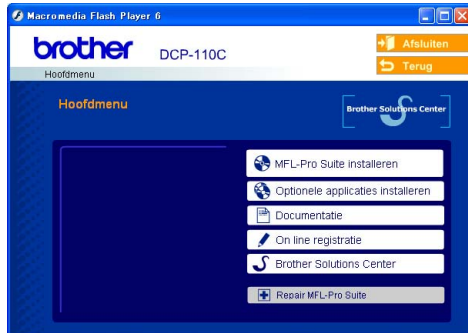 Macromedia Flash Player 6
brother
DCP-110C
Afsluiten
Terug
Hoofdmenu
Hoofdmenu
Brother Solutions Center
MFL-Pro Suite installeren
Optionele applicaties installeren
Documentatie
On line registratie
Brother Solutions Center
Repair MFL-Pro Suite